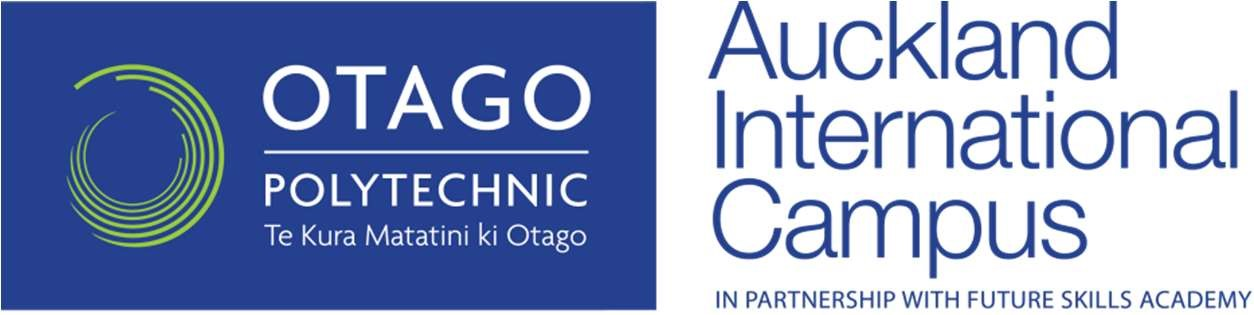 OTAGO
POLYTECHNIC
Te Kura Matatini ki Otago
Auckland
International
Campus
IN PARTNERSHIP WITH FUTURE SKILLS ACADEMY